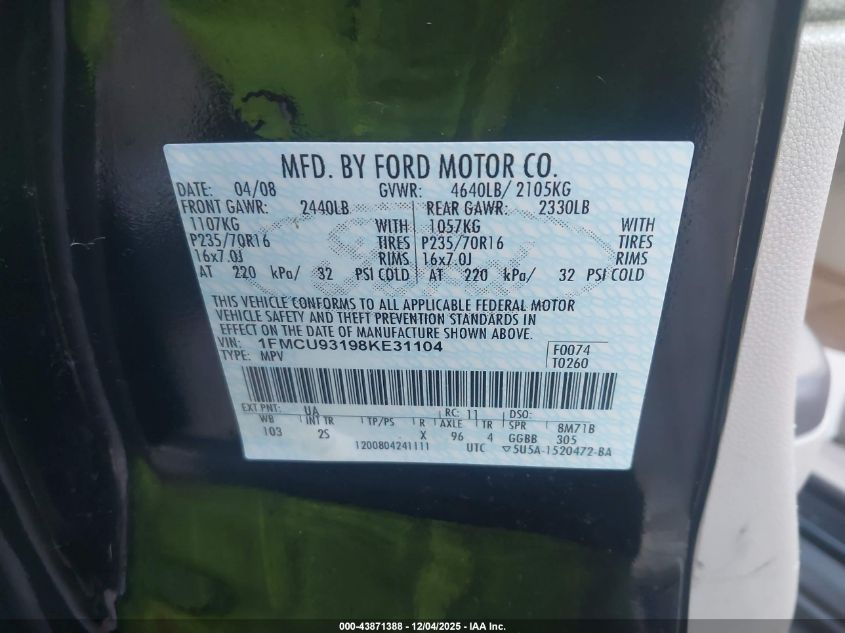 MFD. BY FORD MOTOR CO.
DATE: 04/08 GVWR: 4640LB/ 2105KG
FRONT GAWR: 2440LB REAR GAWR: 2330LB
1107KG WITH 1057KG WITH
P235/70R16 TIRES P235/70R16 TIRES
16x7.0J RIMS 16x7.0J RIMS
AT 220 kPa/ 32 PSI COLD AT 220 kPa/ 32 PSI COLD
THIS VEHICLE CONFORMS TO ALL APPLICABLE FEDERAL MOTOR
VEHICLE SAFETY AND THEFT PREVENTION STANDARDS IN
EFFECT ON THE DATE OF MANUFACTURE SHOWN ABOVE.
VIN: 1FMCU93198KE31104 F0074
TYPE: MPV T0260
EXT PNT: UA RC: 11 DSO:
WB INT TR TP/PS R AXLE TR SPR 8M71B
103 2S X 96 4 GGBB 305
1200804241111 UTC ▽5U5A-1520472-BA
000-43871388 - 12/04/2025 - IAA Inc.